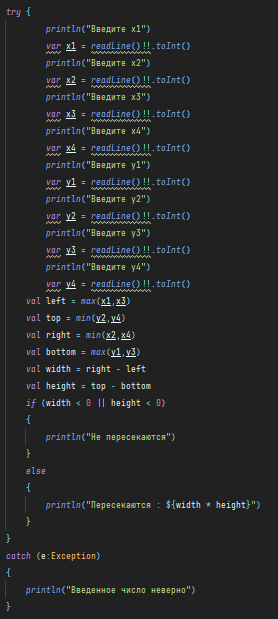 try {
println("Введите x1")
var x1 = readLine()!!.toInt()
println("Введите x2")
var x2 = readLine()!!.toInt()
println("Введите x3")
var x3 = readLine()!!.toInt()
println("Введите x4")
var x4 = readLine()!!.toInt()
println("Введите y1")
var y1 = readLine()!!.toInt()
println("Введите y2")
var y2 = readLine()!!.toInt()
println("Введите y3")
var y3 = readLine()!!.toInt()
println("Введите y4")
var y4 = readLine()!!.toInt()
val left = max(x1,x3)
val top = min(y2,y4)
val right = min(x2,x4)
val bottom = max(y1,y3)
val width = right - left
val height = top - bottom
if (width < 0 || height < 0)
{
println("Не пересекаются")
}
else
{
println("Пересекаются : ${width * height}")
}
}
catch (e:Exception)
{
println("Введенное число неверно")
}